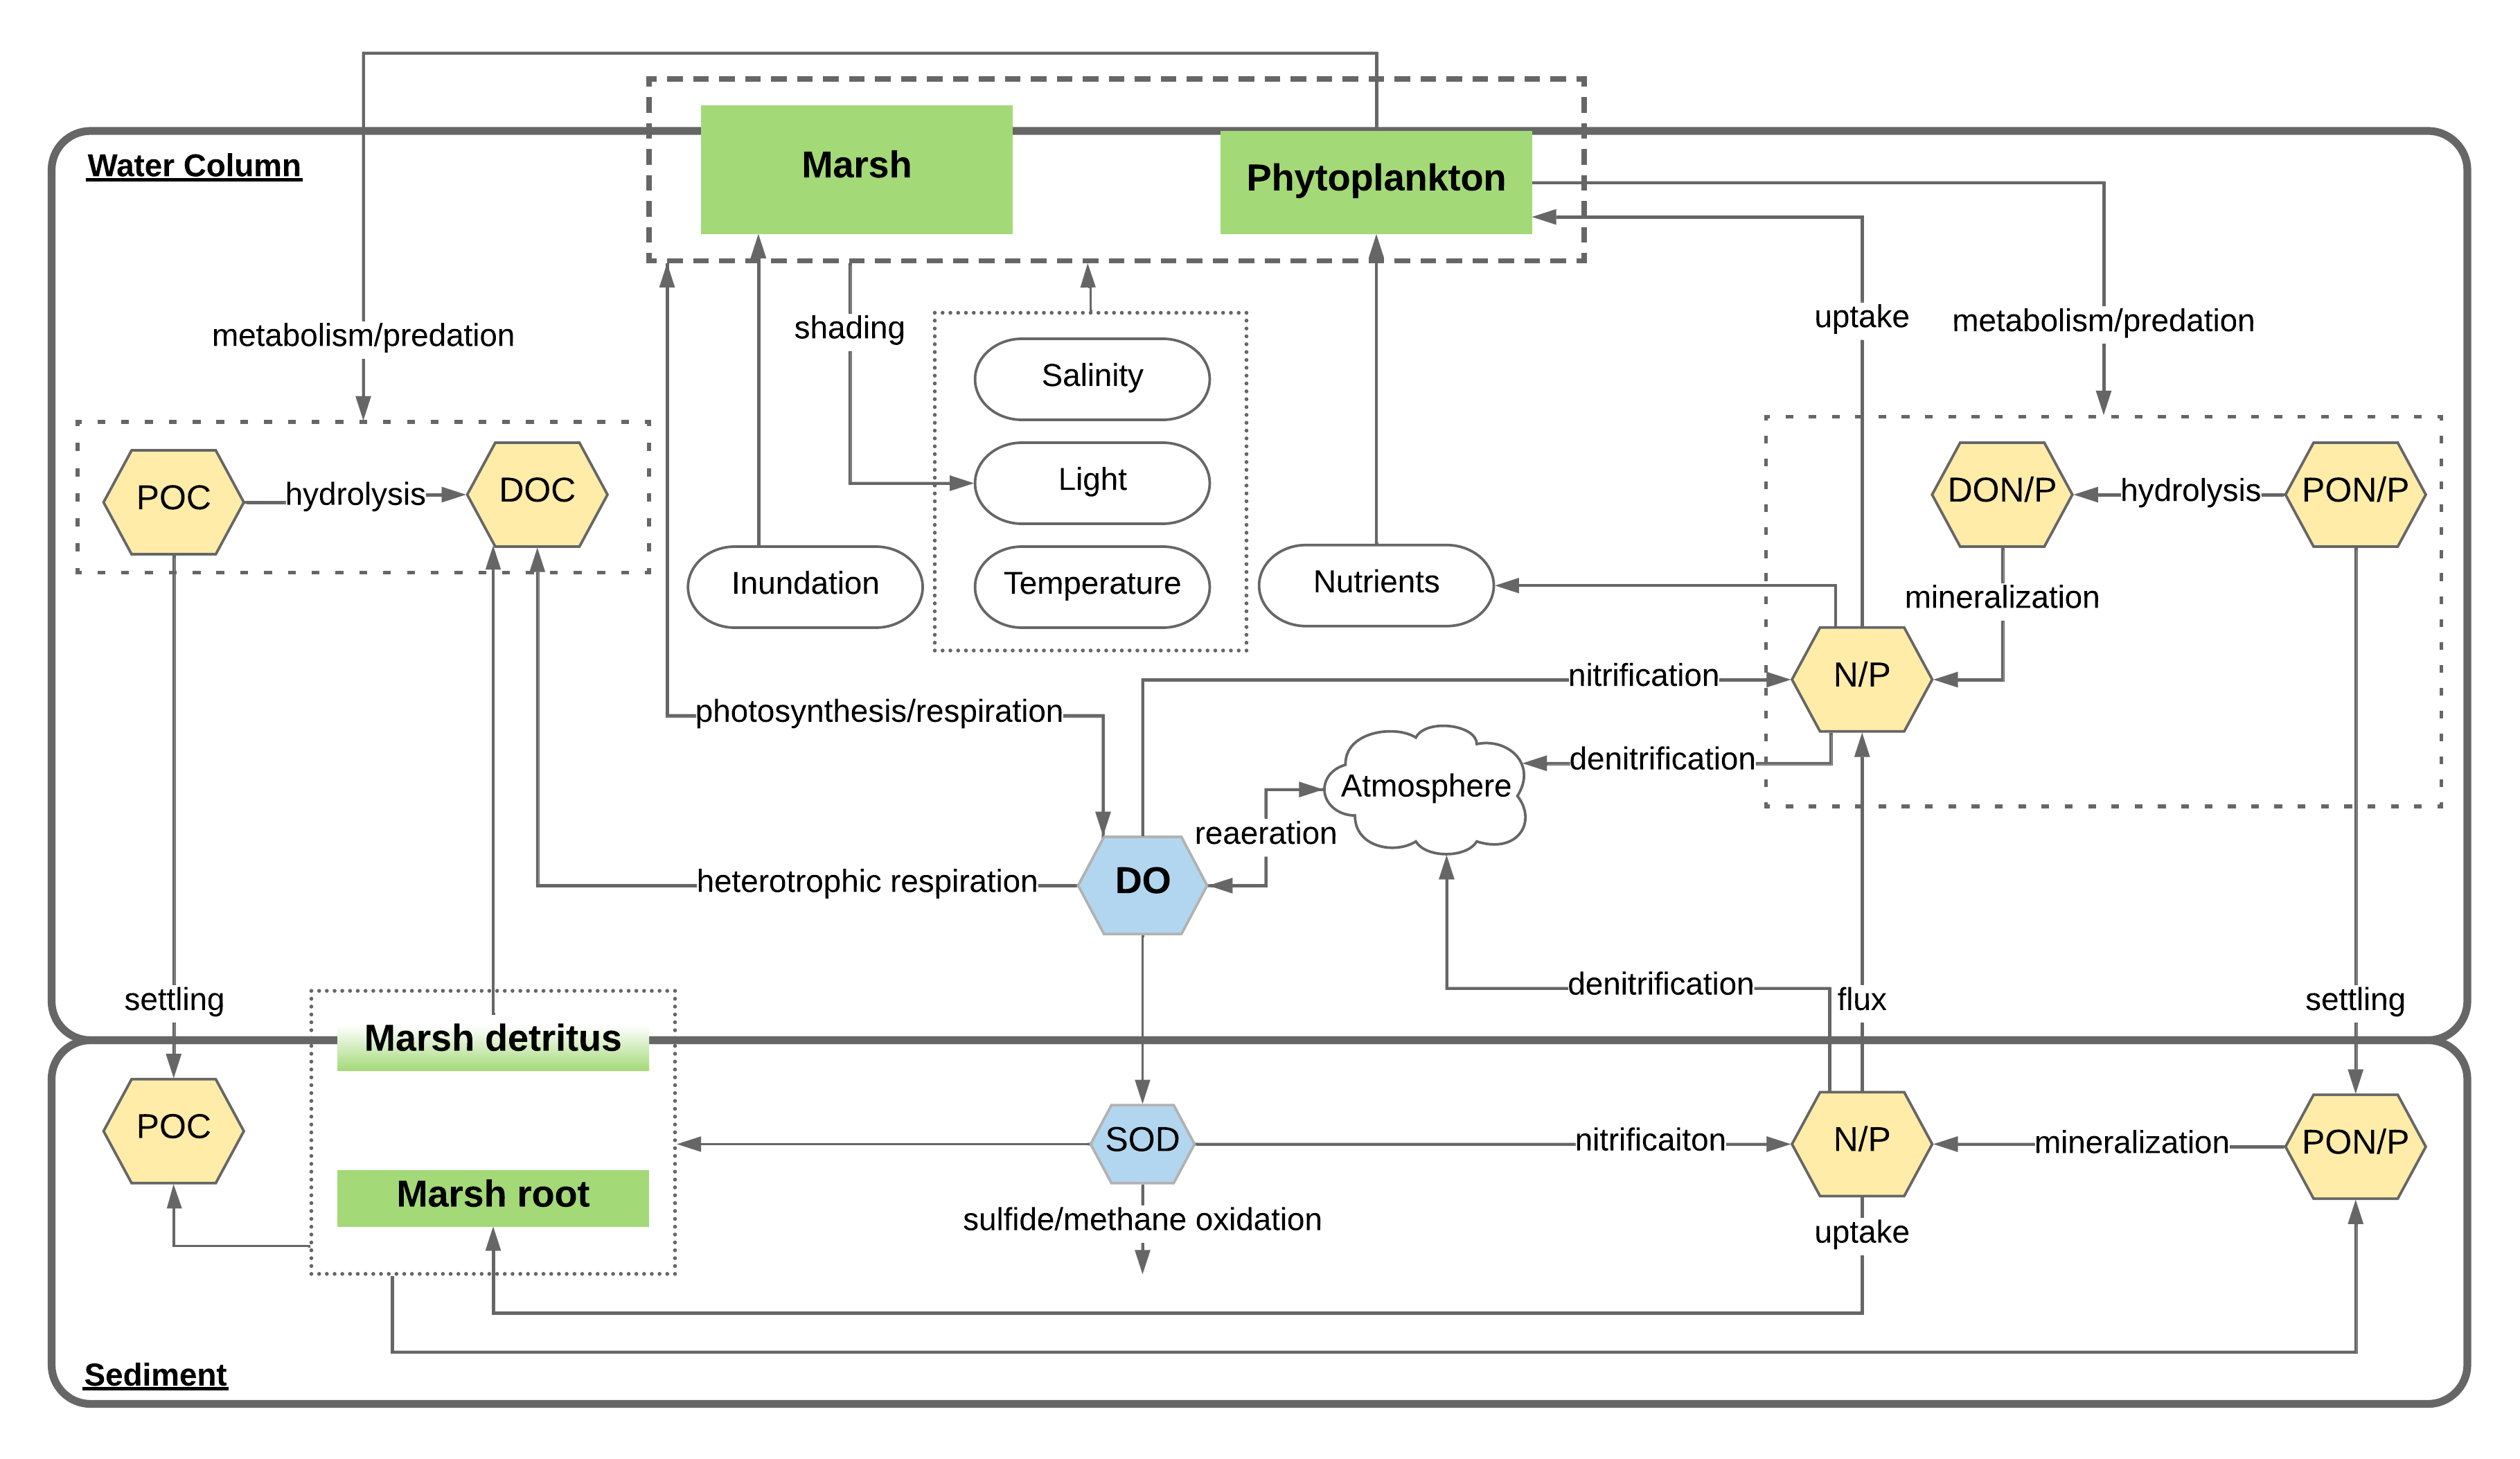 Water Column
Marsh
Phytoplankton
metabolism/predation
shading
uptake
metabolism/predation
Salinity
Light
Temperature
POC
hydrolysis
DOC
Inundation
Nutrients
DON/P
hydrolysis
PON/P
mineralization
N/P
nitrification
photosynthesis/respiration
denitrification
Atmosphere
reaeration
heterotrophic respiration
DO
denitrification
settling
flux
settling
Marsh detritus
POC
SOD
nitrificaiton
N/P
mineralization
PON/P
Marsh root
sulfide/methane oxidation
uptake
Sediment